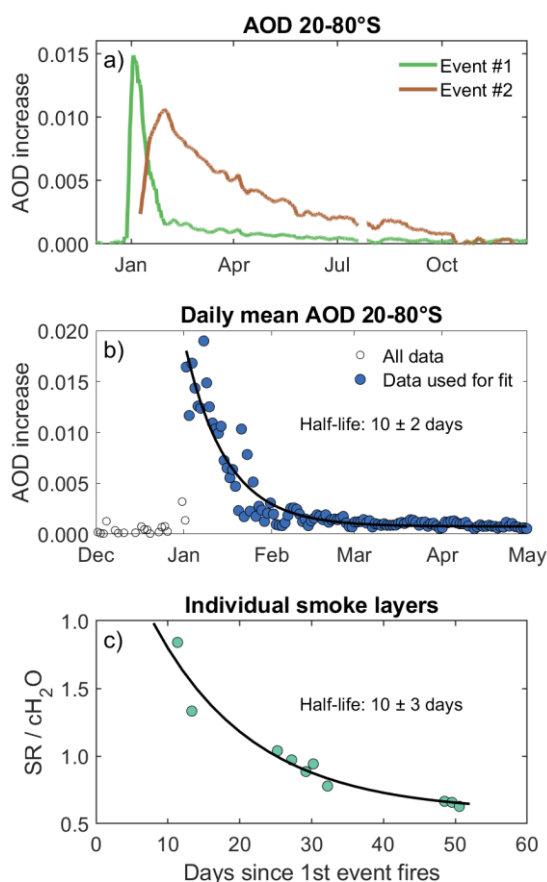 AOD 20-80°S
a)
Event #1
Event #2
0.015
0.010
0.005
0.000
AOD increase
Jan Apr Jul Oct
Daily mean AOD 20-80°S
b)
All data
Data used for fit
Half-life: 10 ± 2 days
0.020
0.015
0.010
0.005
0.000
AOD increase
Dec Jan Feb Mar Apr May
Individual smoke layers
c)
Half-life: 10 ± 3 days
1.0
1.5
1.0
0.5
SR / cH₂O
0 10 20 30 40 50 60
Days since 1st event fires